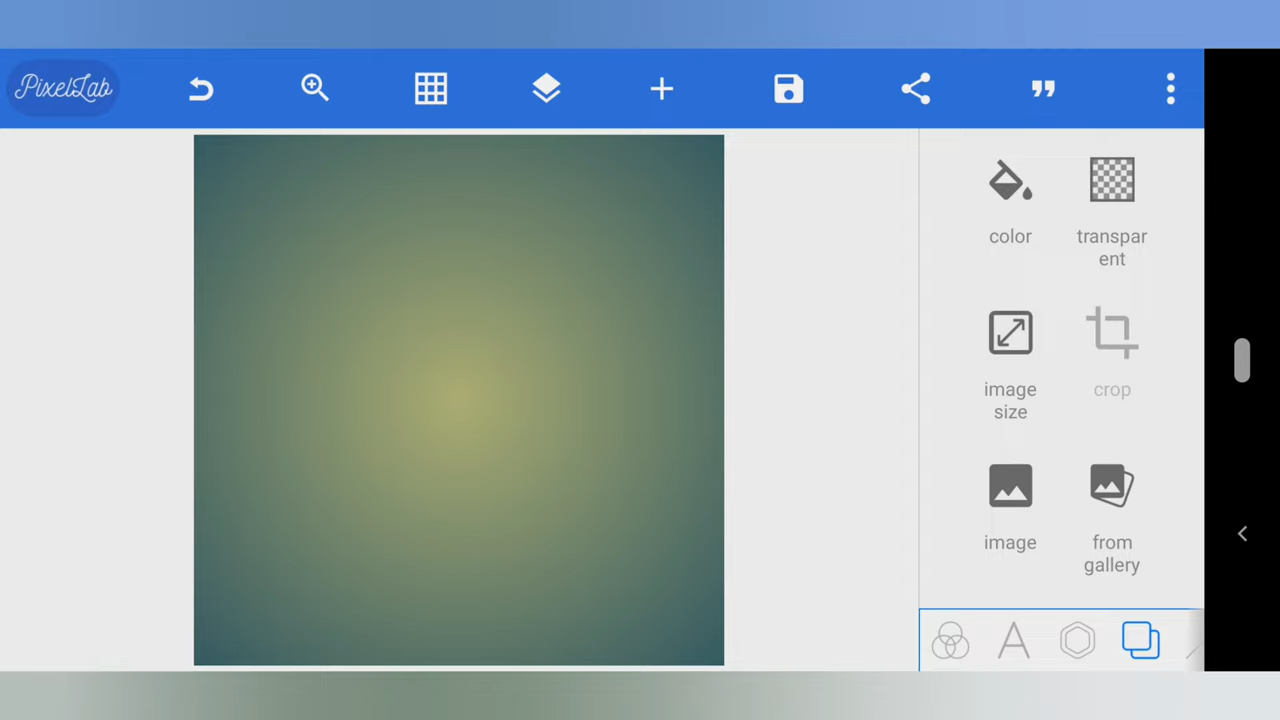 PixelLab
color
transpar
ent
image
size
crop
image
from
gallery